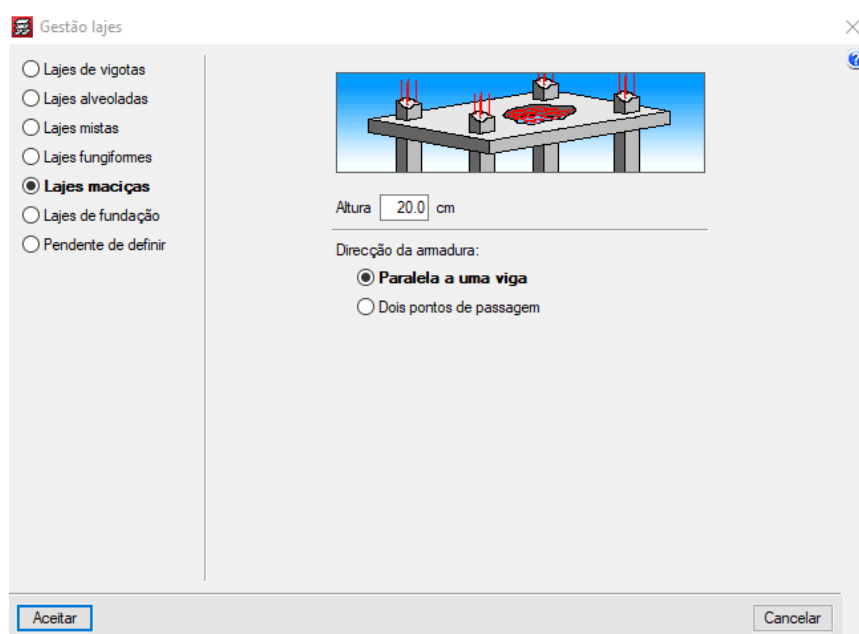 Gestão lajes
Lajes de vigotas
Lajes alveoladas
Lajes mistas
Lajes fungiformes
Lajes maciças
Lajes de fundação
Pendente de definir
Altura 20.0 cm
Direcção da armadura:
Paralela a uma viga
Dois pontos de passagem
Aceitar
Cancelar